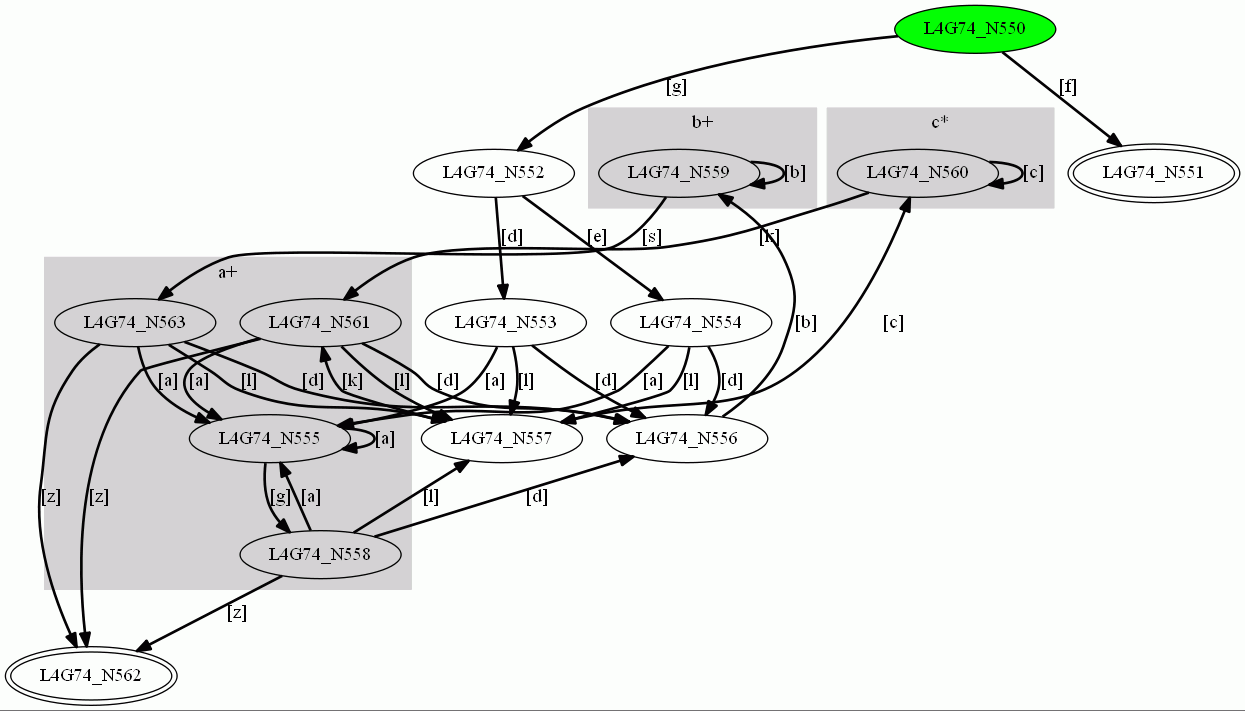 L4G74_N550
[g]
[f]
b+
c*
L4G74_N552
L4G74_N559
[b]
L4G74_N560
[c]
L4G74_N551
[d]
[e]
[s]
[k]
a+
L4G74_N563
L4G74_N561
L4G74_N553
L4G74_N554
[b]
[c]
[a]
[a]
[l]
[d]
[k]
[l]
[d]
[a]
[l]
[d]
[a]
[l]
[d]
L4G74_N555
[a]
L4G74_N557
L4G74_N556
[z]
[z]
[g]
[a]
[l]
[d]
L4G74_N558
[z]
L4G74_N562